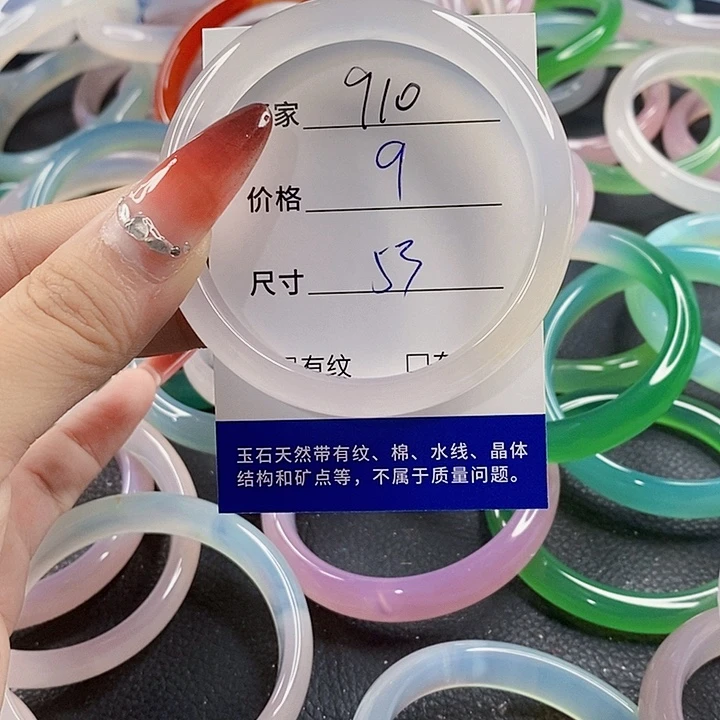 家 910
价格 9
尺寸 53
有纹
玉石天然带有纹、棉、水线、晶体
结构和矿点等，不属于质量问题。